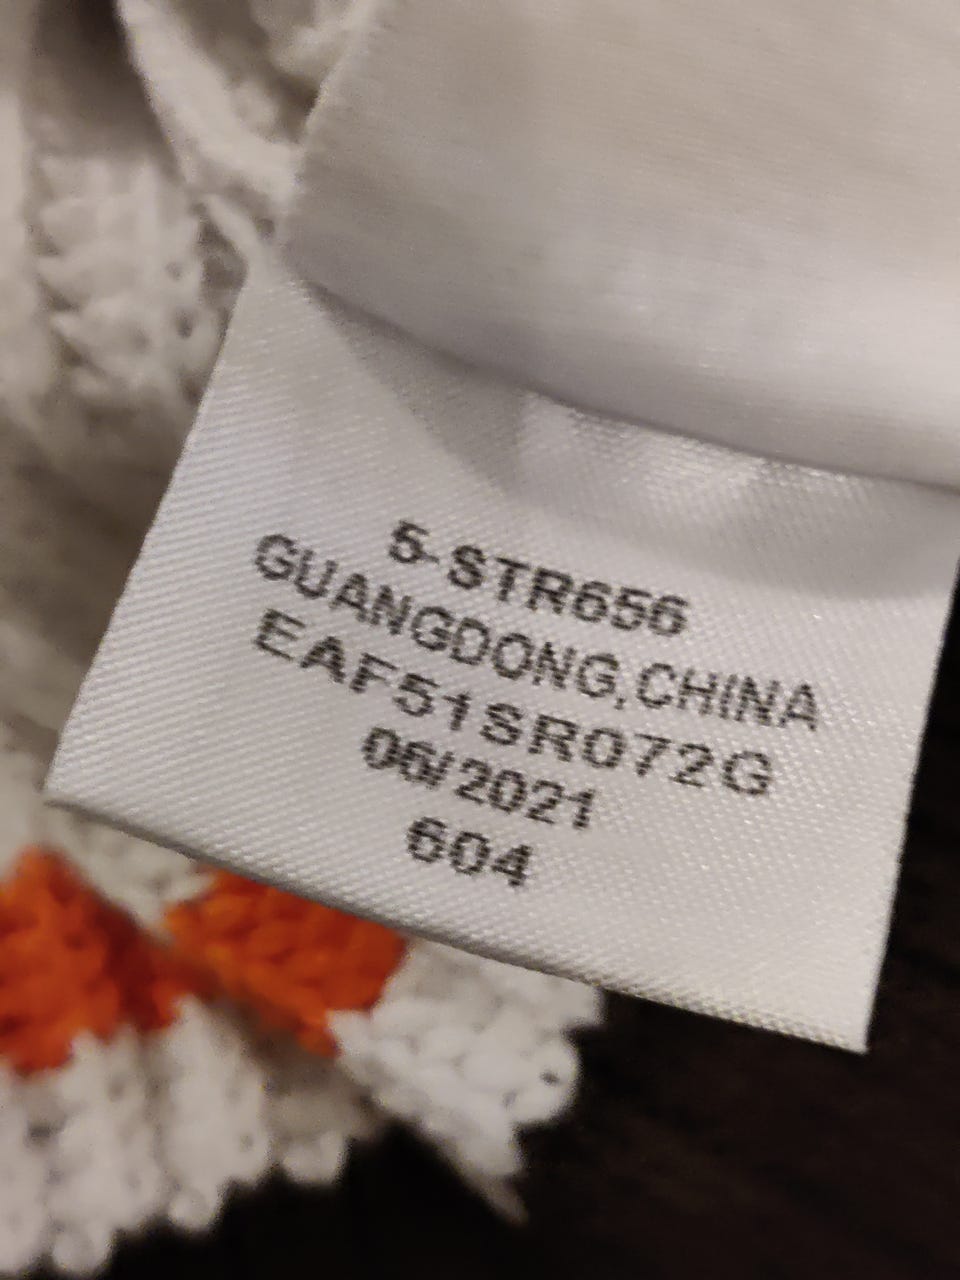 5-STR656
GUANGDONG,CHINA
EAF51SR072G
06/2021
604